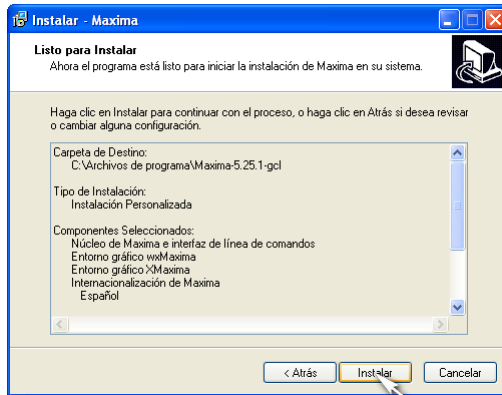 Instalar - Maxima
Listo para Instalar
Ahora el programa está listo para iniciar la instalación de Maxima en su sistema.
Haga clic en Instalar para continuar con el proceso, o haga clic en Atrás si desea revisar
o cambiar alguna configuración.
Carpeta de Destino:
C:\Archivos de programa\Maxima-5.25.1-gcl
Tipo de Instalación:
Instalación Personalizada
Componentes Seleccionados:
Núcleo de Maxima e interfaz de línea de comandos
Entorno gráfico wxMaxima
Entorno gráfico XMaxima
Internacionalización de Maxima
Español
< Atrás
Instalar
Cancelar